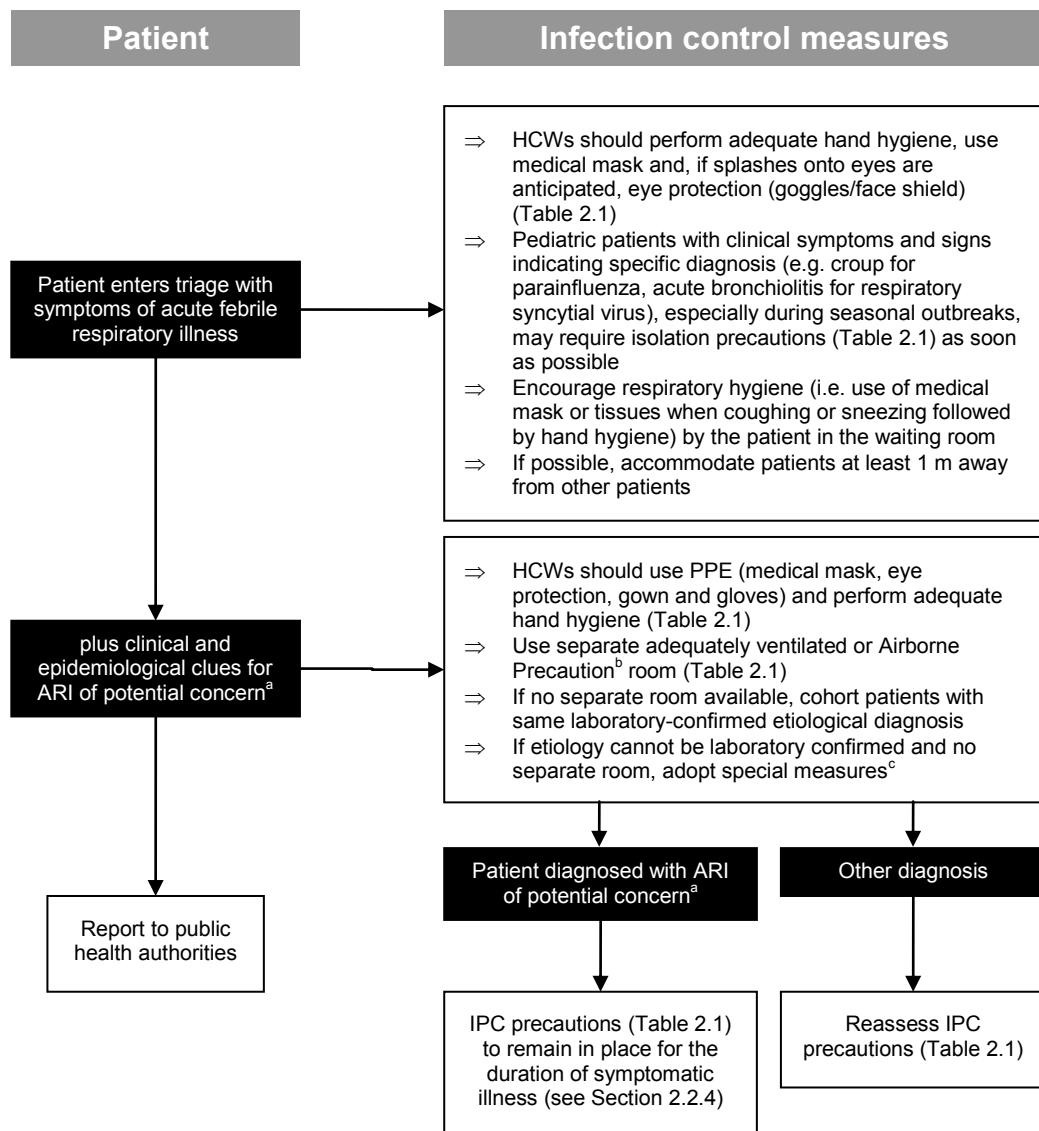 Patient
Infection control measures
⇒ HCWs should perform adequate hand hygiene, use
medical mask and, if splashes onto eyes are
anticipated, eye protection (goggles/face shield)
(Table 2.1)
⇒ Pediatric patients with clinical symptoms and signs
indicating specific diagnosis (e.g. croup for
parainfluenza, acute bronchiolitis for respiratory
syncytial virus), especially during seasonal outbreaks,
may require isolation precautions (Table 2.1) as soon
as possible
⇒ Encourage respiratory hygiene (i.e. use of medical
mask or tissues when coughing or sneezing followed
by hand hygiene) by the patient in the waiting room
⇒ If possible, accommodate patients at least 1 m away
from other patients
Patient enters triage with
symptoms of acute febrile
respiratory illness
⇒ HCWs should use PPE (medical mask, eye
protection, gown and gloves) and perform adequate
hand hygiene (Table 2.1)
⇒ Use separate adequately ventilated or Airborne
Precautionᵇ room (Table 2.1)
⇒ If no separate room available, cohort patients with
same laboratory-confirmed etiological diagnosis
⇒ If etiology cannot be laboratory confirmed and no
separate room, adopt special measuresᶜ
plus clinical and
epidemiological clues for
ARI of potential concernᵃ
Patient diagnosed with ARI
of potential concernᵃ
Other diagnosis
Report to public
health authorities
IPC precautions (Table 2.1)
to remain in place for the
duration of symptomatic
illness (see Section 2.2.4)
Reassess IPC
precautions (Table 2.1)